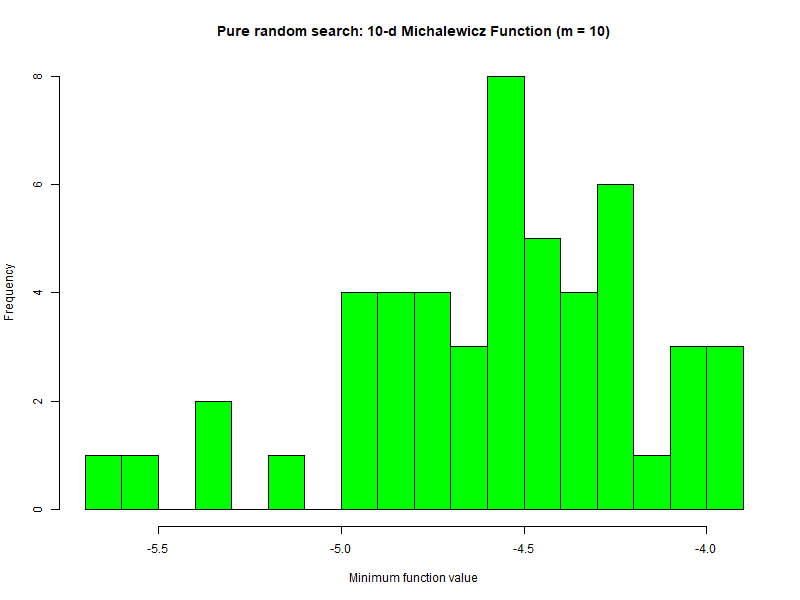 Pure random search: 10-d Michalewicz Function (m = 10)
8
6
4
2
0
Frequency
-5.5 -5.0 -4.5 -4.0
Minimum function value